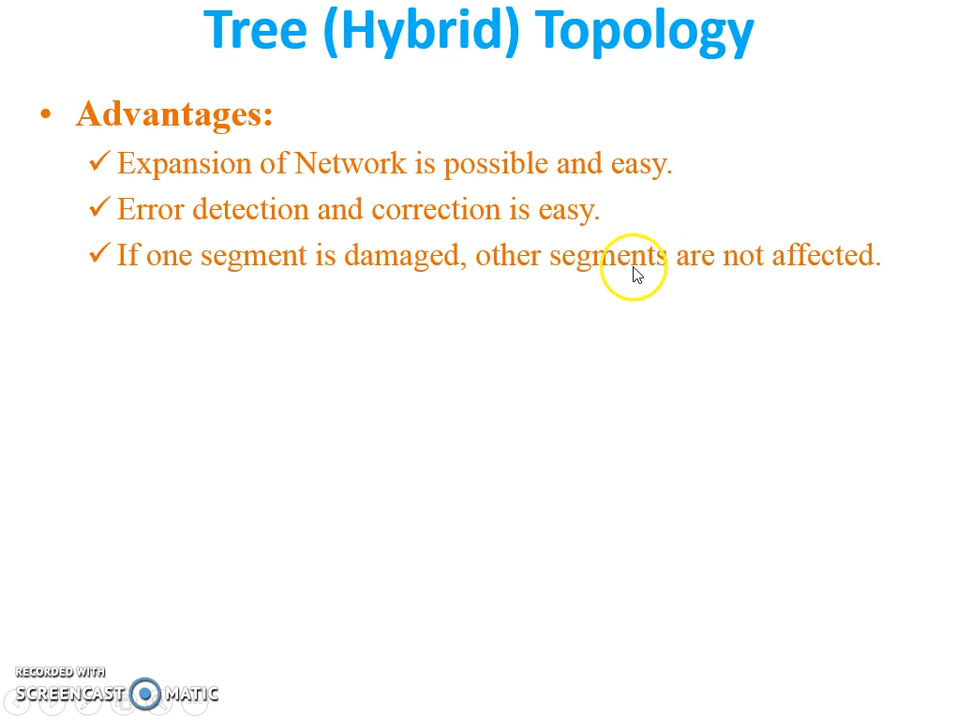 Tree (Hybrid) Topology
• Advantages:
✓ Expansion of Network is possible and easy.
✓ Error detection and correction is easy.
✓ If one segment is damaged, other segments are not affected.
RECORDED WITH
SCREENCAST MATIC